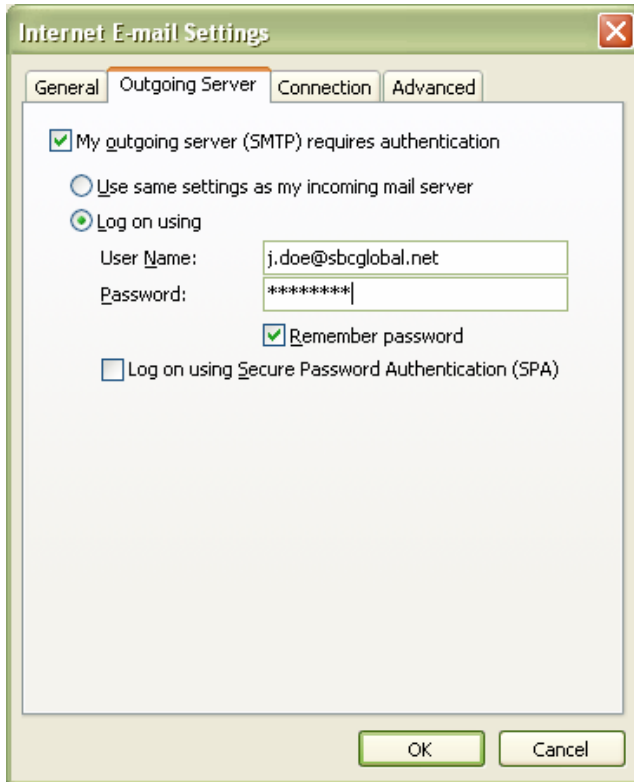 Internet E-mail Settings
General Outgoing Server Connection Advanced
My outgoing server (SMTP) requires authentication
Use same settings as my incoming mail server
Log on using
User Name: j.doe@sbcglobal.net
Password: ********
Remember password
Log on using Secure Password Authentication (SPA)
OK Cancel